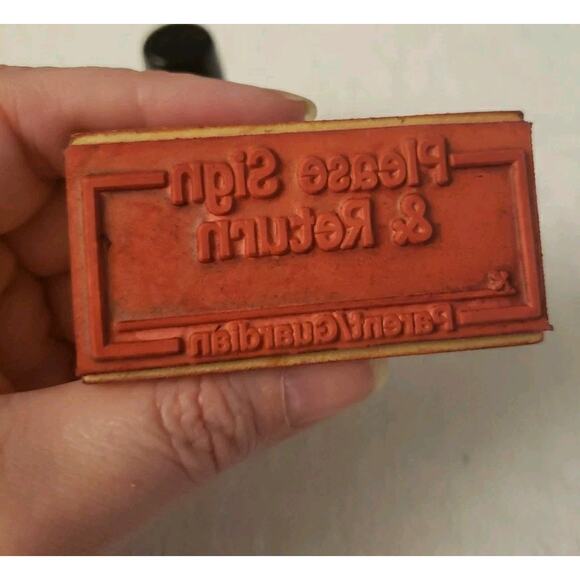 Please Sign
& Return
x
Parent/Guardian